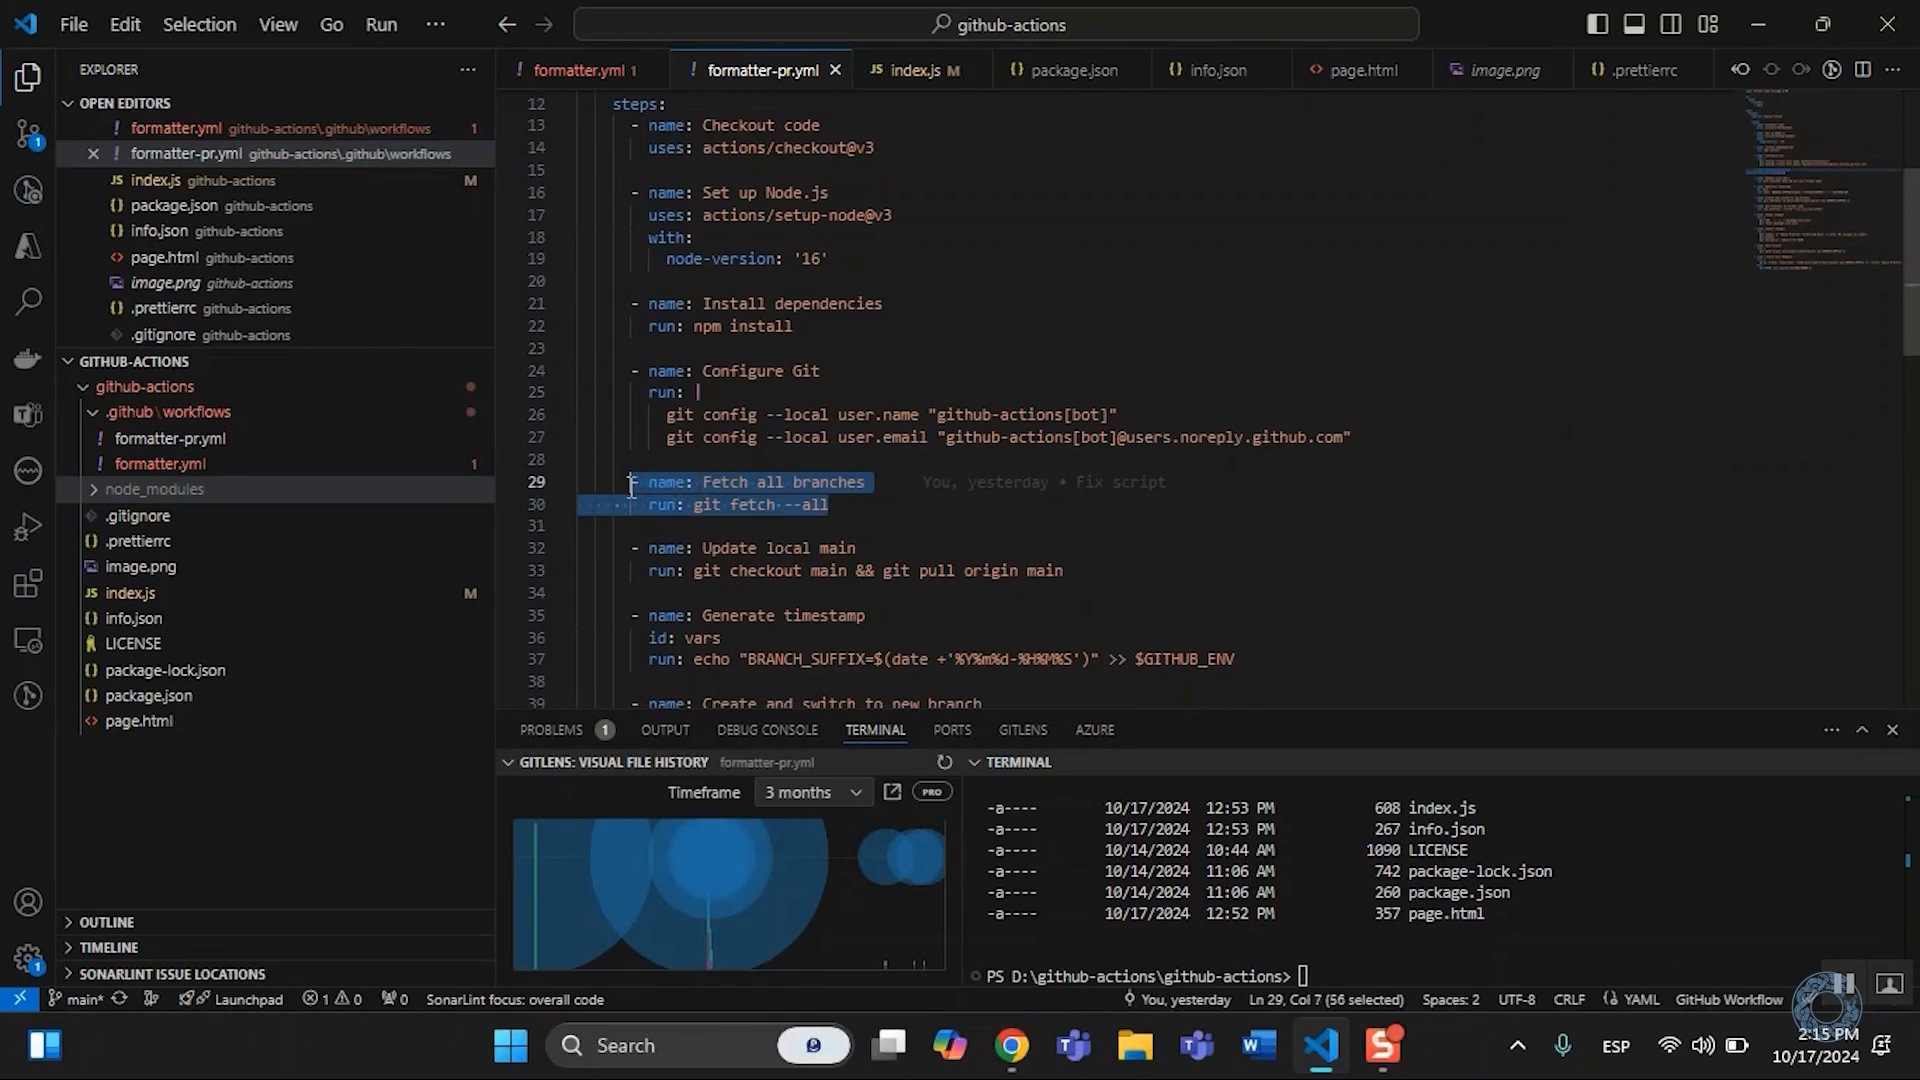 File Edit Selection View Go Run ··· github-actions
EXPLORER ···
formatter.yml 1 formatter-pr.yml index.js M package.json info.json page.html image.png .prettierrc ···
OPEN EDITORS
formatter.yml github-actions\.github\workflows 1
formatter-pr.yml github-actions\.github\workflows
JS index.js github-actions M
{} package.json github-actions
{} info.json github-actions
<> page.html github-actions
image.png github-actions
{} .prettierrc github-actions
.gitignore github-actions
GITHUB-ACTIONS
github-actions
.github\workflows
! formatter-pr.yml
! formatter.yml 1
node_modules
.gitignore
{} .prettierrc
image.png
JS index.js M
{} info.json
LICENSE
{} package-lock.json
{} package.json
<> page.html
OUTLINE
TIMELINE
SONARLINT ISSUE LOCATIONS
12 steps:
13 - name: Checkout code
14 uses: actions/checkout@v3
15
16 - name: Set up Node.js
17 uses: actions/setup-node@v3
18 with:
19 node-version: '16'
20
21 - name: Install dependencies
22 run: npm install
23
24 - name: Configure Git
25 run: |
26 git config --local user.name "github-actions[bot]"
27 git config --local user.email "github-actions[bot]@users.noreply.github.com"
28
29 - name: Fetch all branches You, yesterday • Fix script
30 run: git fetch --all
31
32 - name: Update local main
33 run: git checkout main && git pull origin main
34
35 - name: Generate timestamp
36 id: vars
37 run: echo "BRANCH_SUFFIX=$(date +'%Y%m%d-%H%M%S')" >> $GITHUB_ENV
38
39 - name: Create and switch to new branch
PROBLEMS 1 OUTPUT DEBUG CONSOLE TERMINAL PORTS GITLENS AZURE ···
GITLENS: VISUAL FILE HISTORY formatter-pr.yml
Timeframe 3 months PRO
TERMINAL
-a---- 10/17/2024 12:53 PM 608 index.js
-a---- 10/17/2024 12:53 PM 267 info.json
-a---- 10/14/2024 10:44 AM 1090 LICENSE
-a---- 10/14/2024 11:06 AM 742 package-lock.json
-a---- 10/14/2024 11:06 AM 260 package.json
-a---- 10/17/2024 12:52 PM 357 page.html
PS D:\github-actions\github-actions>
main* Launchpad 1 0 0 SonarLint focus: overall code You, yesterday Ln 29, Col 7 (56 selected) Spaces: 2 UTF-8 CRLF YAML GitHub Workflow
Search ESP 2:15 PM
10/17/2024